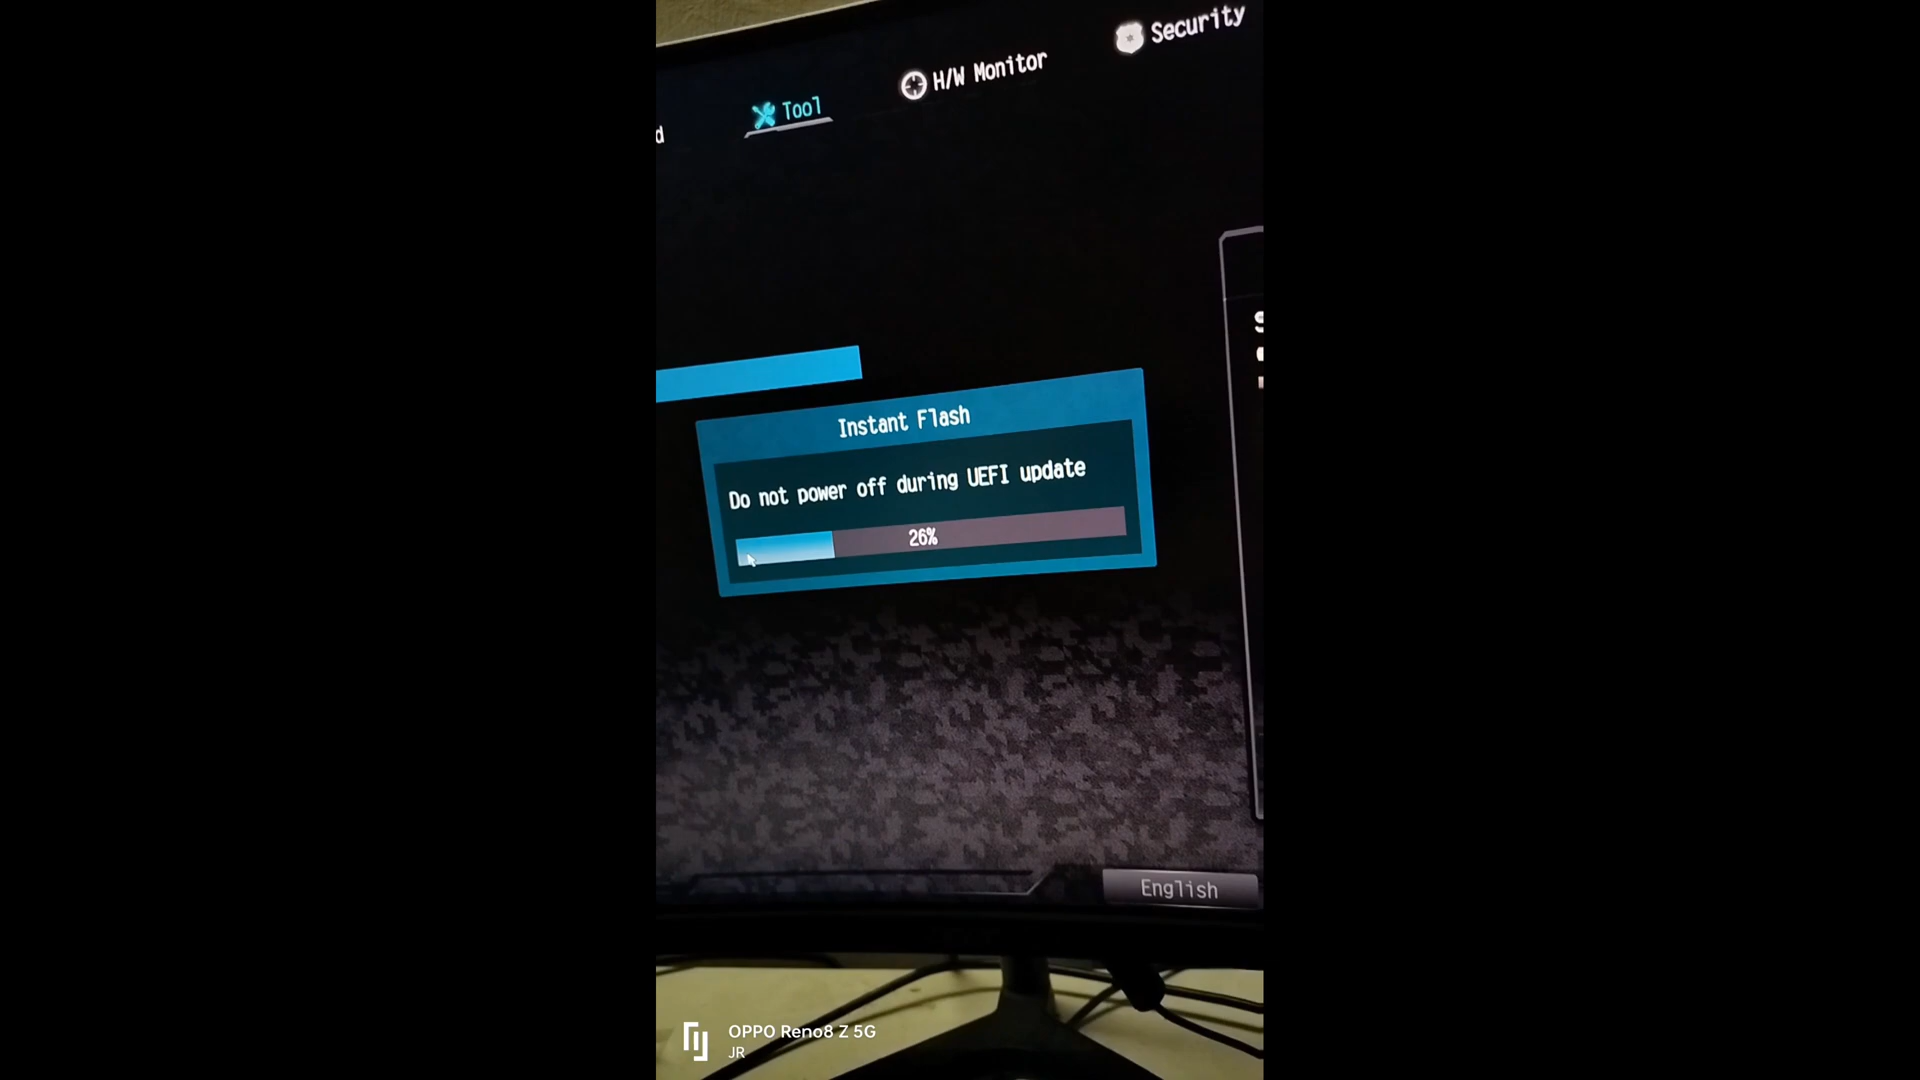 Security
H/W Monitor
Tool
d
Instant Flash
Do not power off during UEFI update
26%
English
OPPO Reno8 Z 5G
JR